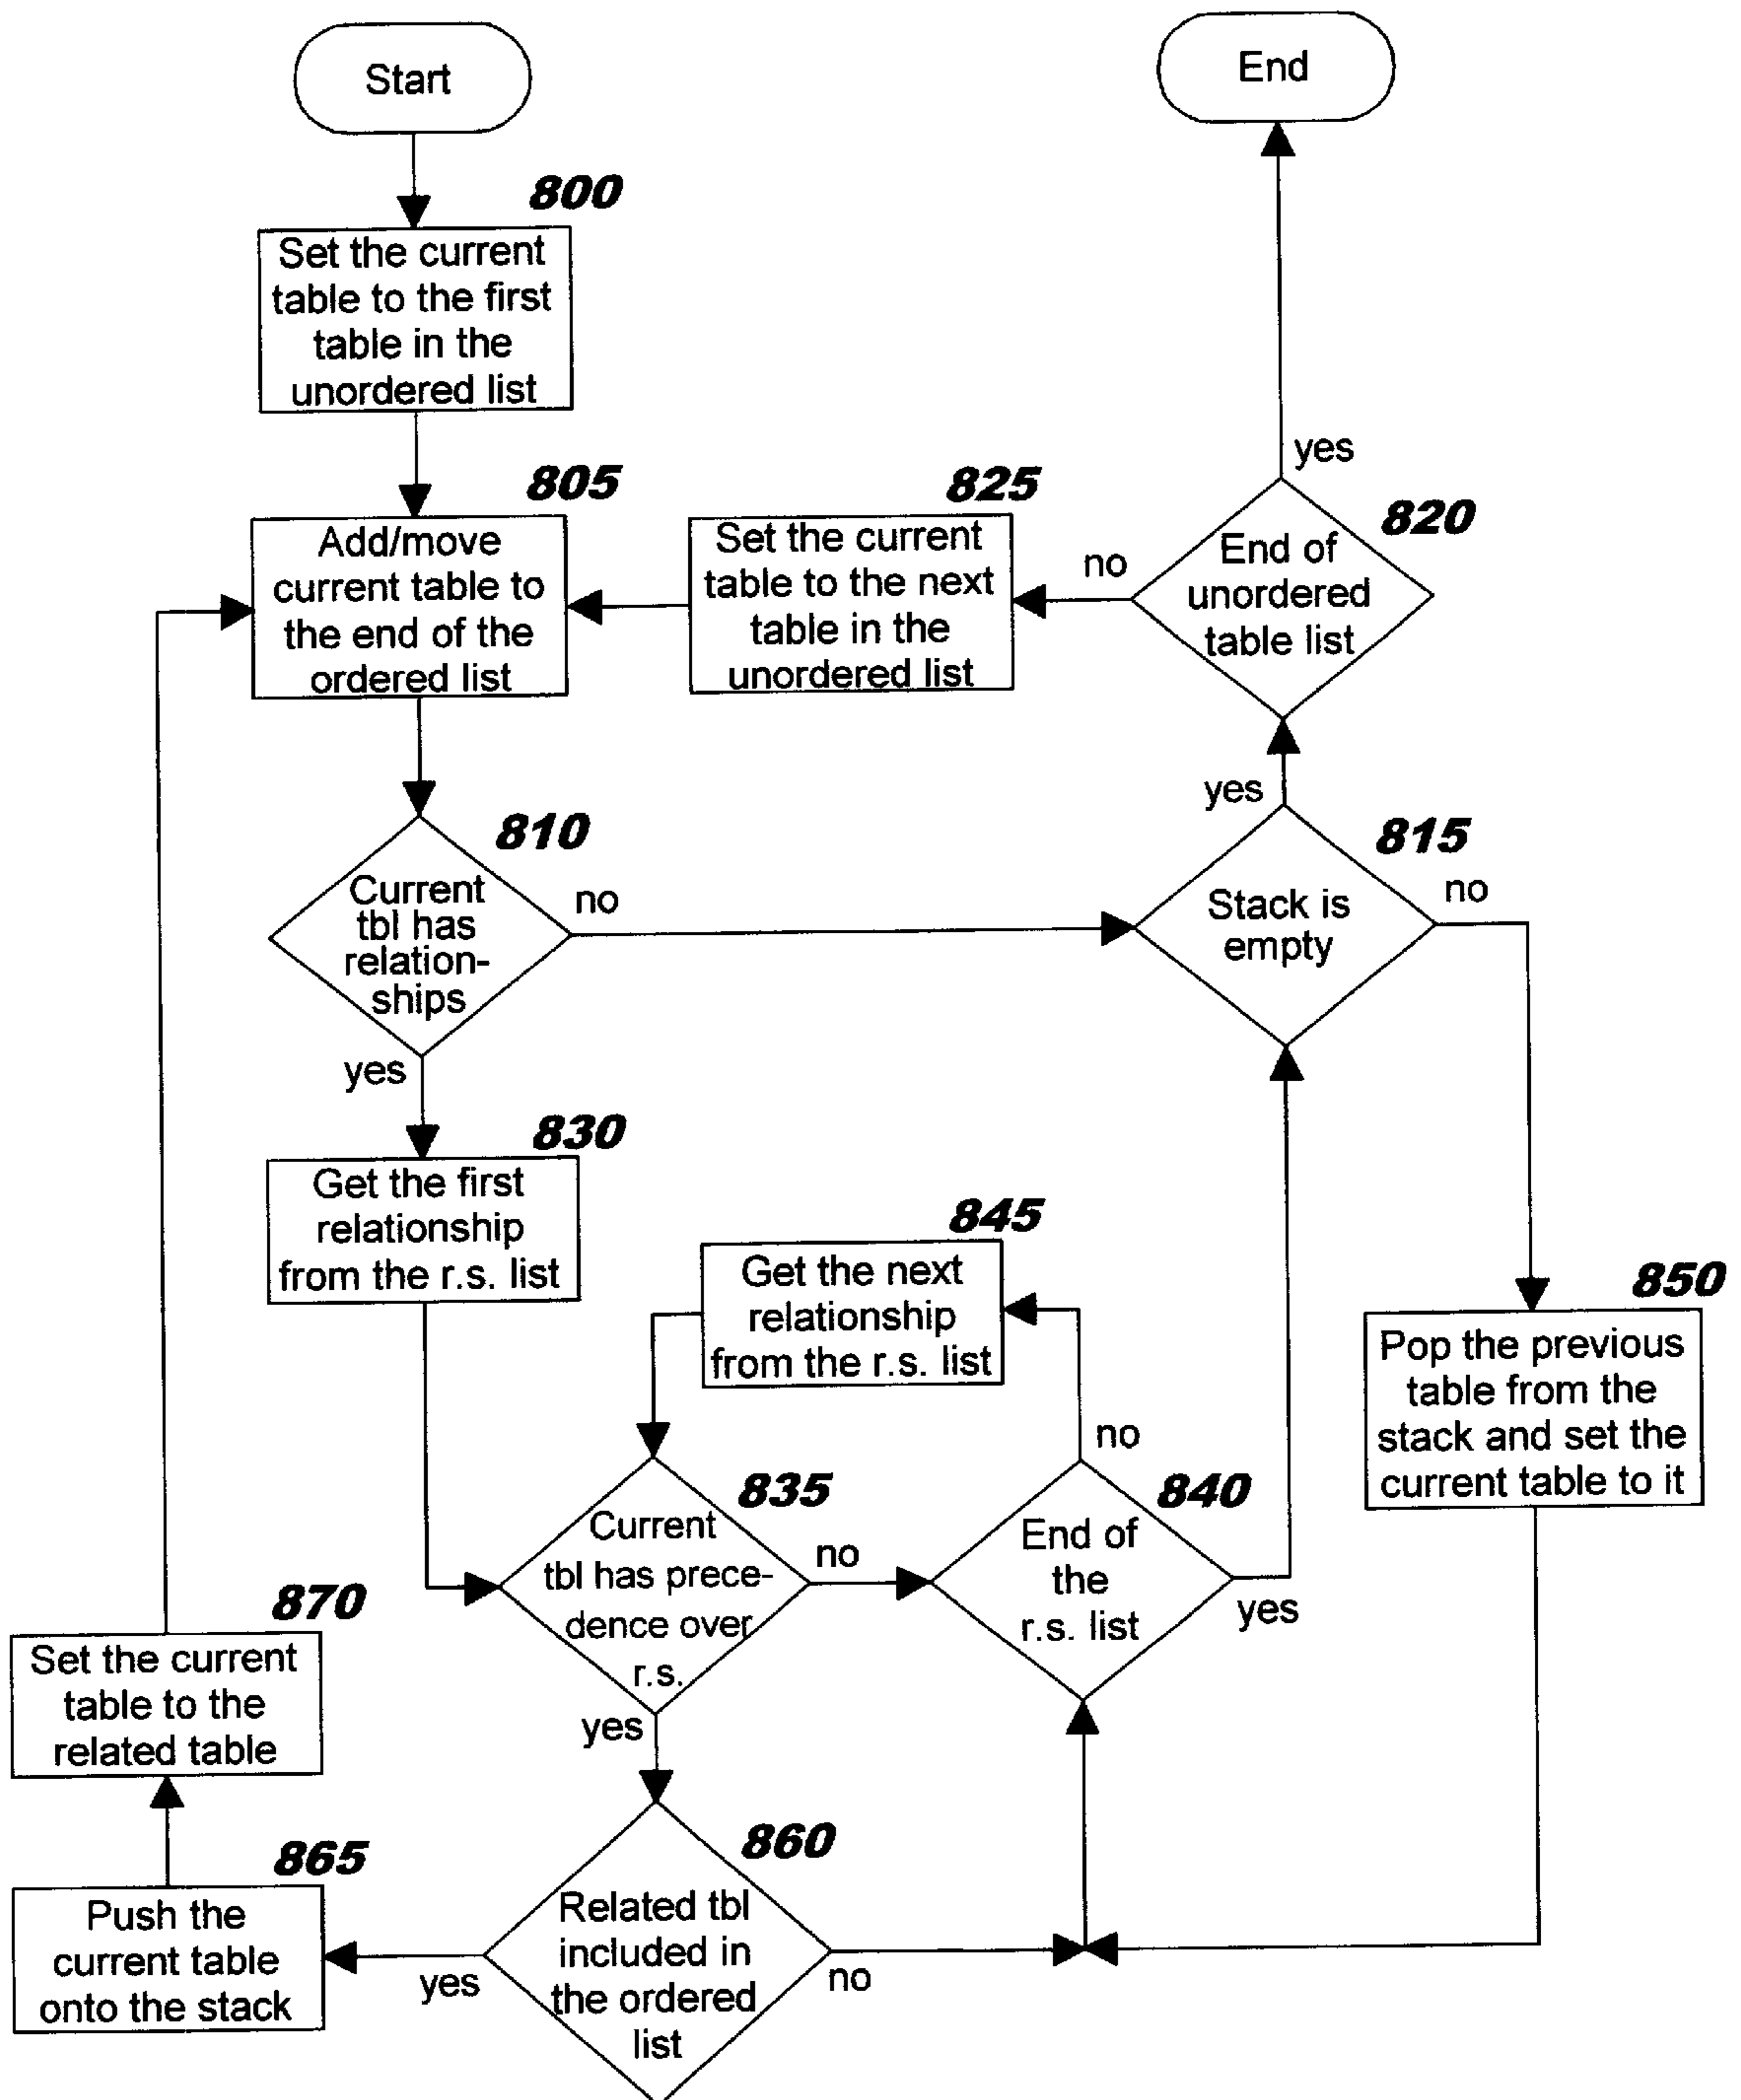 Start
End
800
Set the current
table to the first
table in the
unordered list
yes
805
825
820
Add/move
current table to
the end of the
ordered list
Set the current
table to the next
table in the
unordered list
no
End of
unordered
table list
yes
810
815
Current
tbl has
relation-
ships
no
Stack is
empty
no
yes
830
Get the first
relationship
from the r.s. list
845
Get the next
relationship
from the r.s. list
850
Pop the previous
table from the
stack and set the
current table to it
no
835
840
Current
tbl has prece-
dence over
r.s.
no
End of
the
r.s. list
yes
870
Set the current
table to the
related table
yes
865
860
Push the
current table
onto the stack
yes
Related tbl
included in
the ordered
list
no